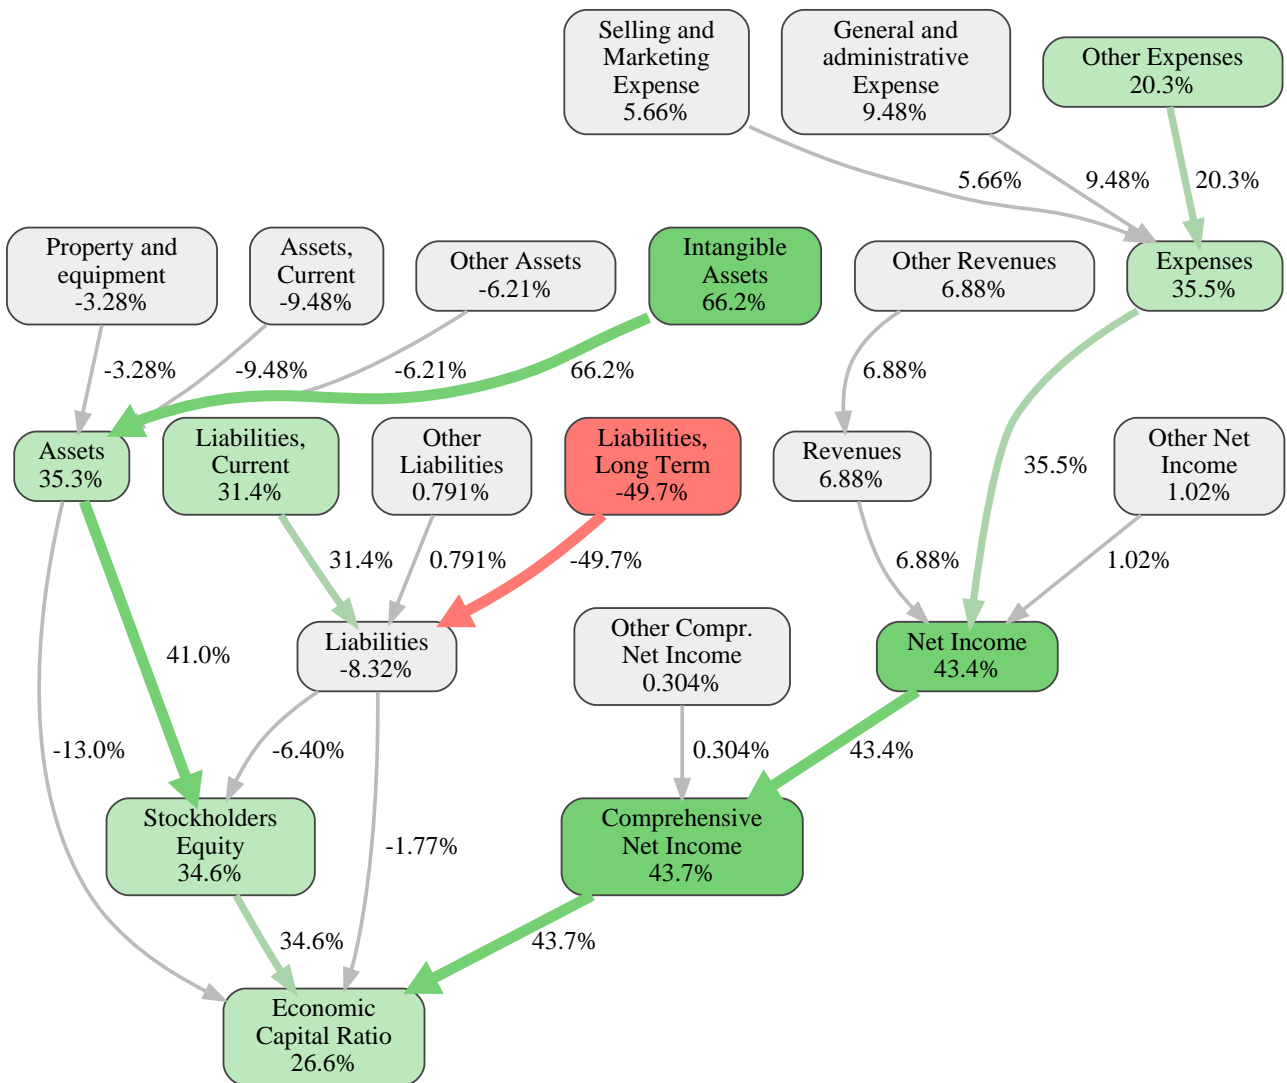 Selling and
Marketing
Expense
5.66%
General and
administrative
Expense
9.48%
Other Expenses
20.3%
5.66%
9.48%
20.3%
Property and
equipment
-3.28%
Assets,
Current
-9.48%
Other Assets
-6.21%
Intangible
Assets
66.2%
Other Revenues
6.88%
Expenses
35.5%
-3.28%
-9.48%
-6.21%
66.2%
6.88%
Assets
35.3%
Liabilities,
Current
31.4%
Other
Liabilities
0.791%
Liabilities,
Long Term
-49.7%
Revenues
6.88%
35.5%
Other Net
Income
1.02%
31.4%
0.791%
-49.7%
6.88%
1.02%
41.0%
Liabilities
-8.32%
Other Compr.
Net Income
0.304%
Net Income
43.4%
-13.0%
-6.40%
0.304%
43.4%
Stockholders
Equity
34.6%
-1.77%
Comprehensive
Net Income
43.7%
34.6%
43.7%
Economic
Capital Ratio
26.6%